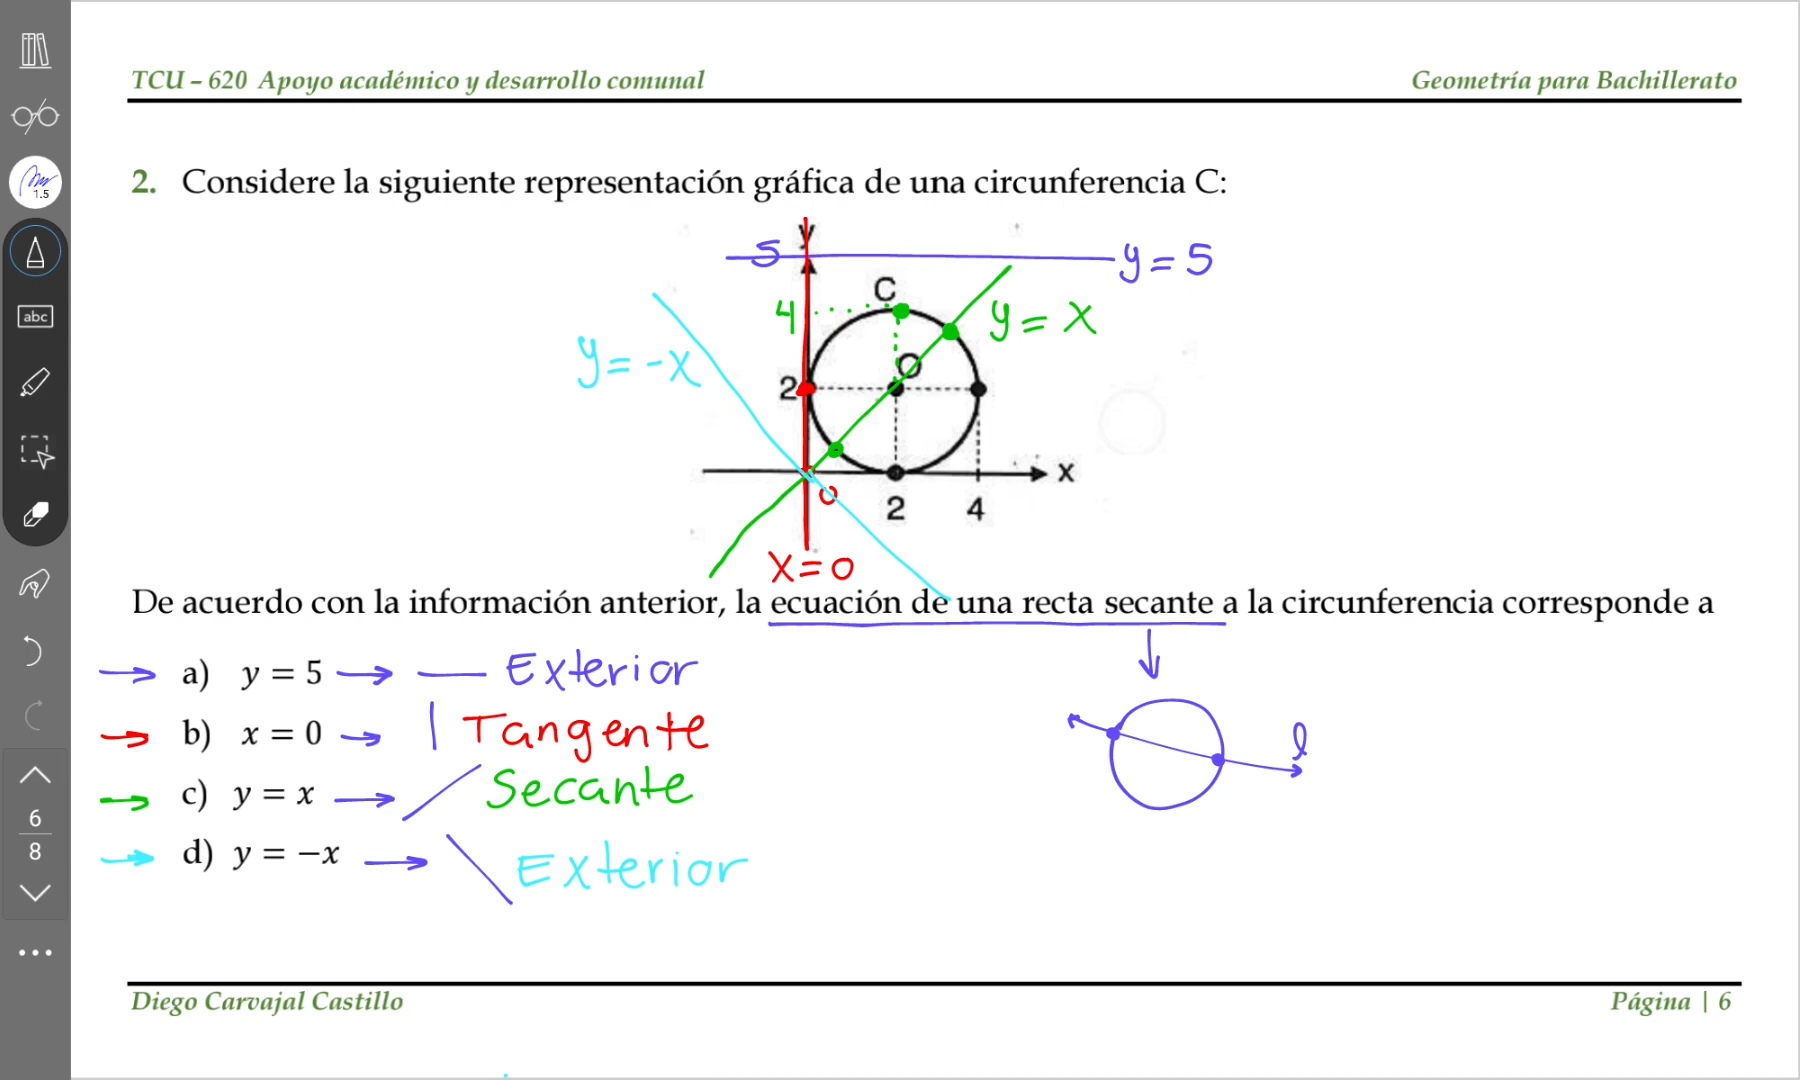 TCU – 620 Apoyo académico y desarrollo comunal
Geometría para Bachillerato
2. Considere la siguiente representación gráfica de una circunferencia C:
y
5
y = 5
C
4
y = x
y = -x
O
2
x
0
2
4
x = 0
De acuerdo con la información anterior, la ecuación de una recta secante a la circunferencia corresponde a
a) y = 5 Exterior
b) x = 0 Tangente
c) y = x Secante
d) y = −x Exterior
l
Diego Carvajal Castillo
Página | 6
1.5
abc
6
8